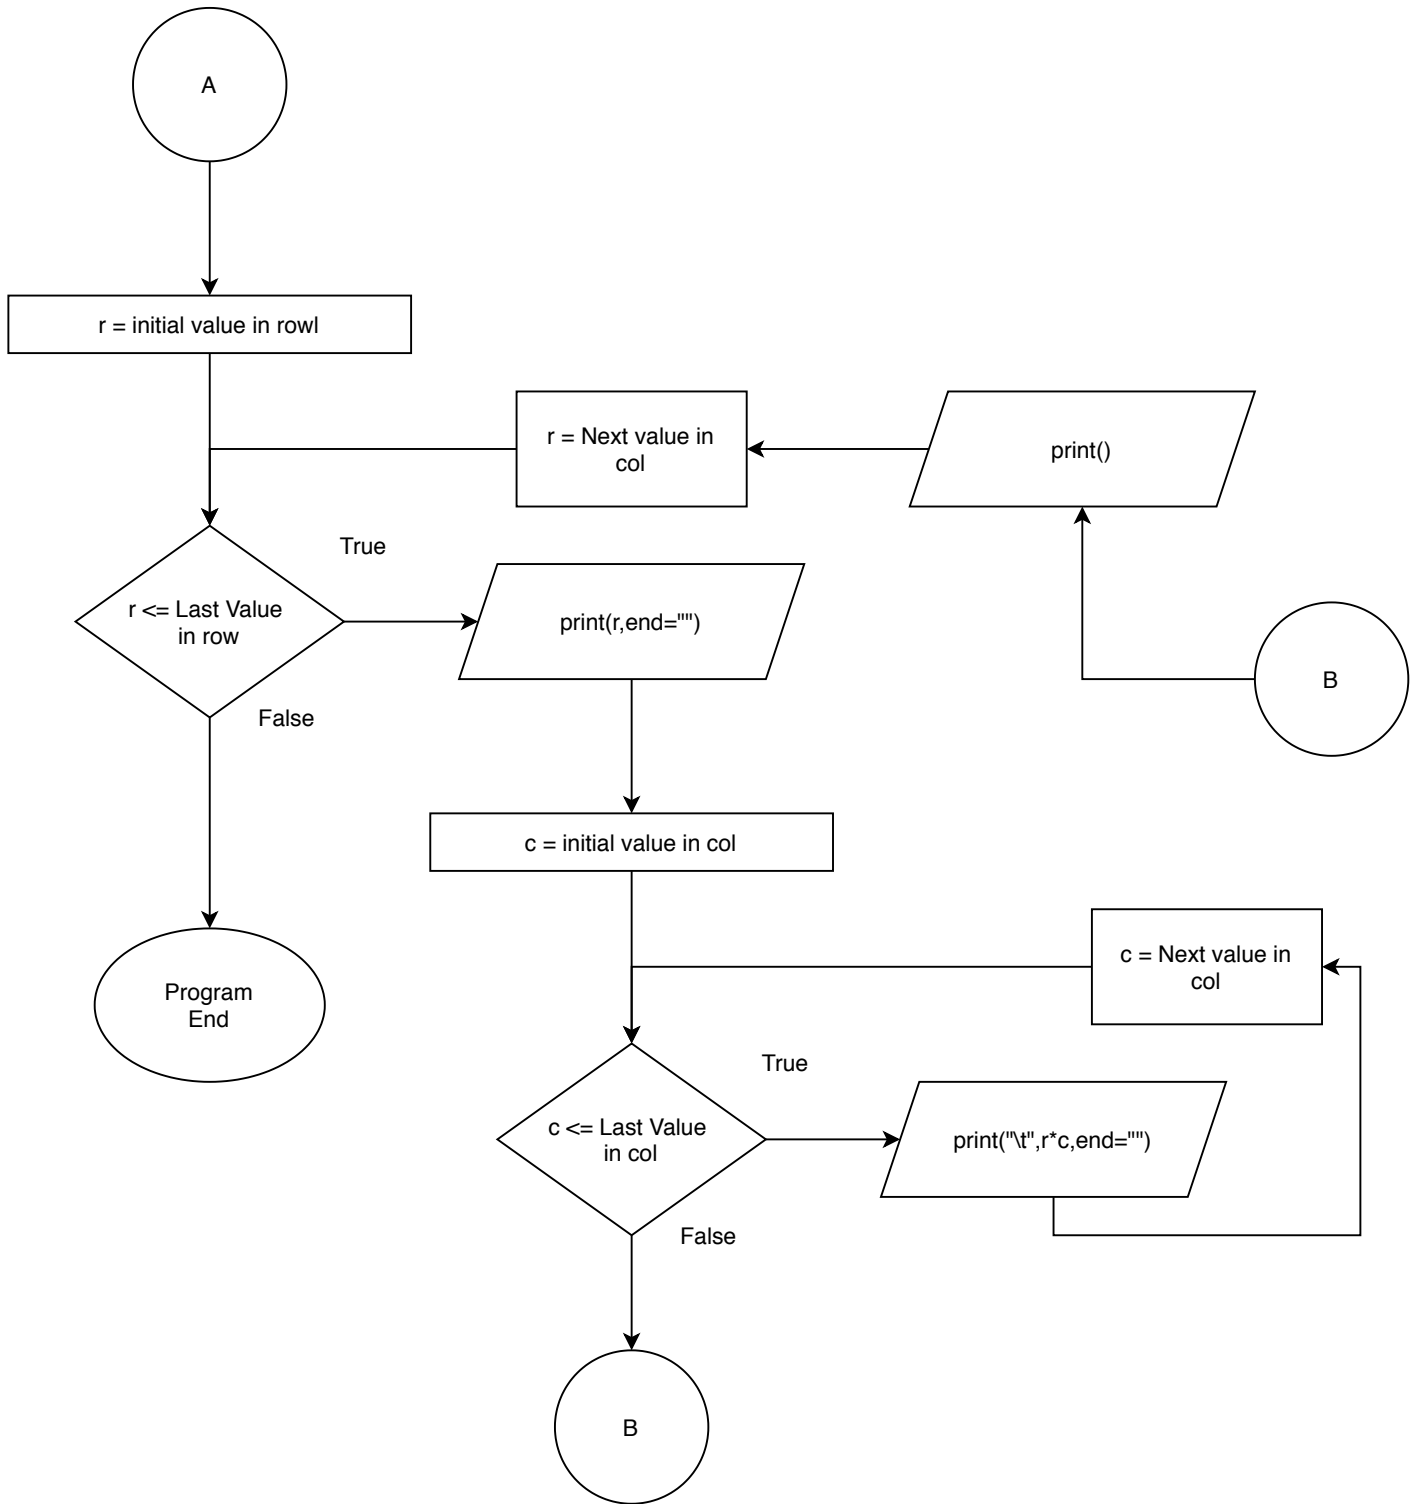 A
r = initial value in rowl
r = Next value in
col
print()
True
r <= Last Value
in row
print(r,end="")
B
False
c = initial value in col
c = Next value in
col
Program
End
True
c <= Last Value
in col
print("\t",r*c,end="")
False
B